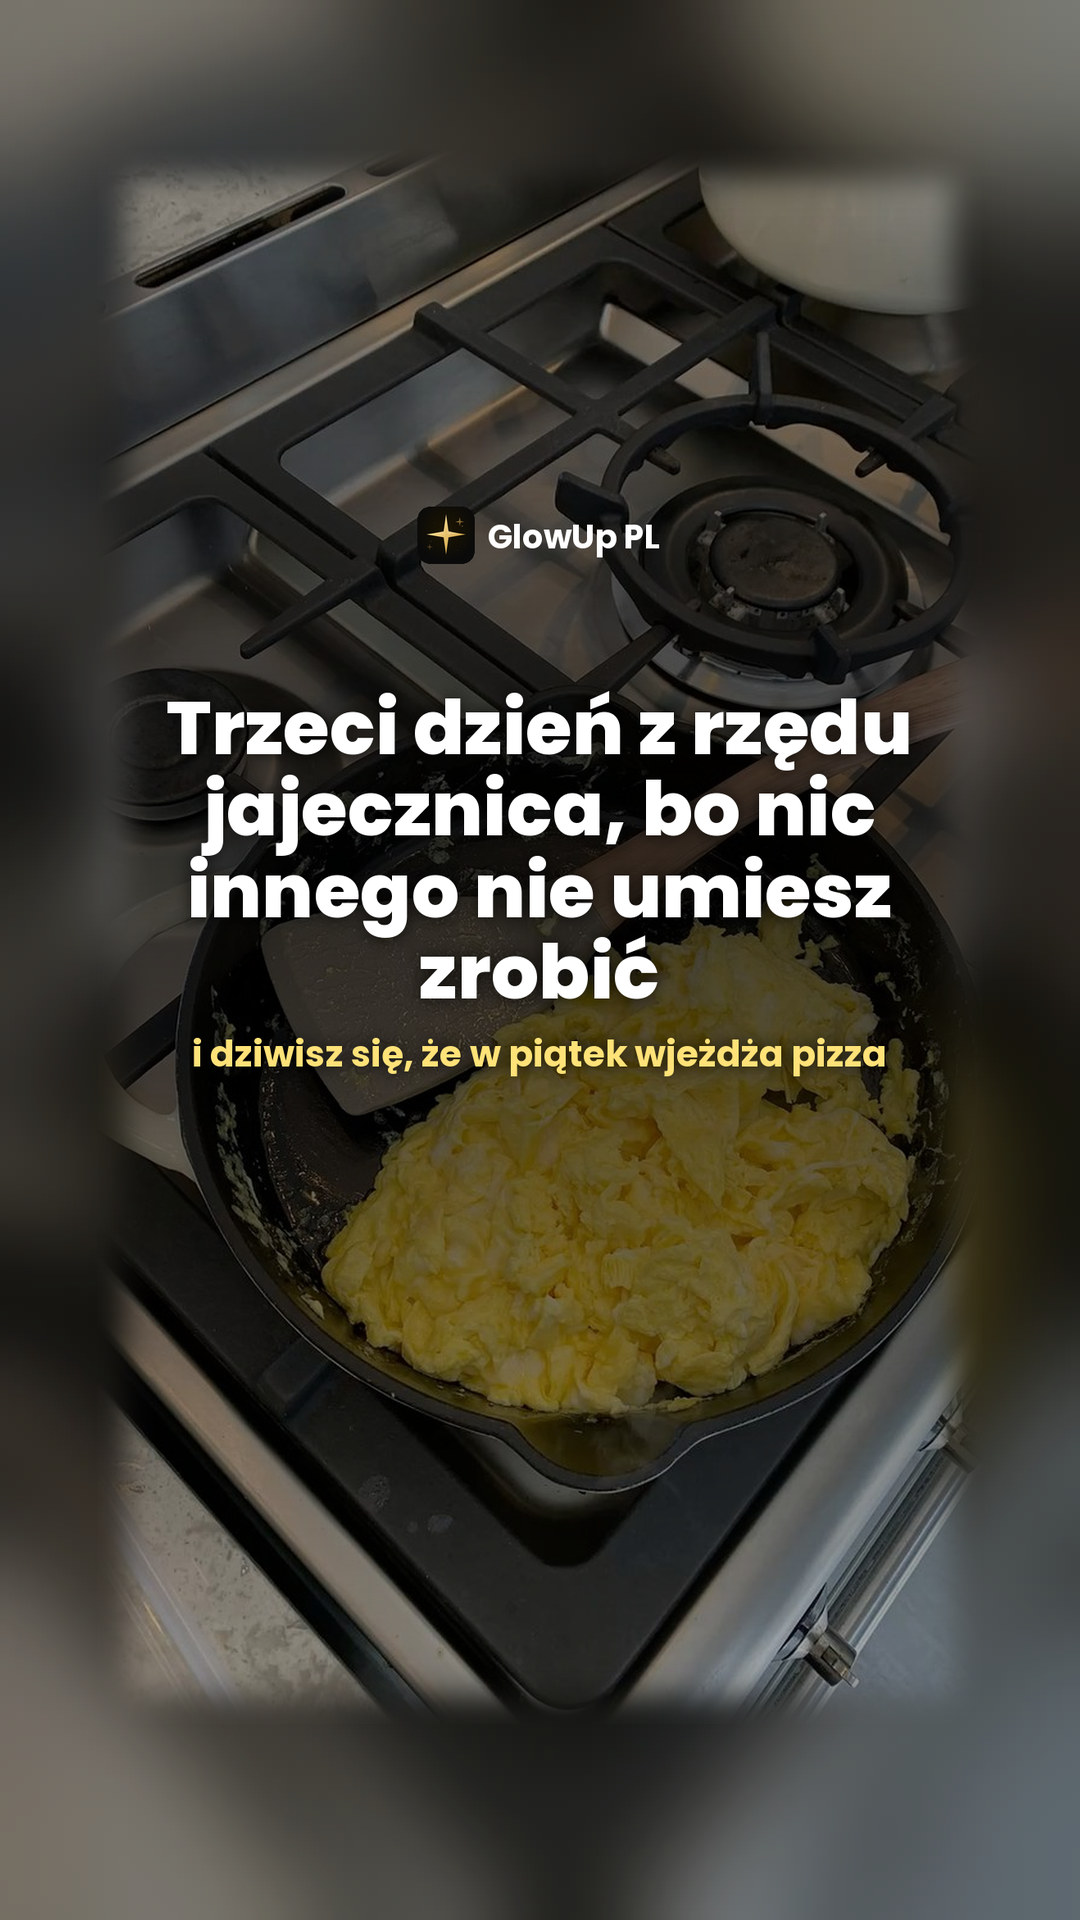 GlowUp PL
Trzeci dzień z rzędu
jajecznica, bo nic
innego nie umiesz
zrobić
i dziwisz się, że w piątek wjeżdża pizza